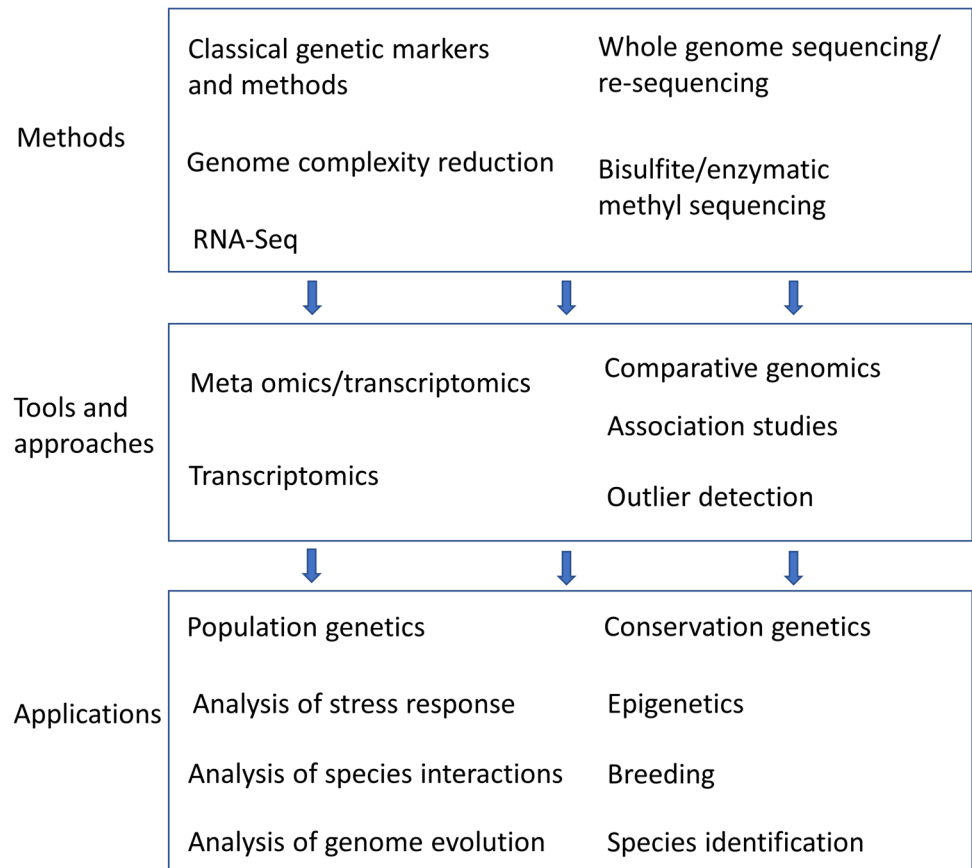 Methods
Classical genetic markers
and methods
Genome complexity reduction
RNA-Seq
Whole genome sequencing/
re-sequencing
Bisulfite/enzymatic
methyl sequencing
Tools and
approaches
Meta omics/transcriptomics
Transcriptomics
Comparative genomics
Association studies
Outlier detection
Applications
Population genetics
Analysis of stress response
Analysis of species interactions
Analysis of genome evolution
Conservation genetics
Epigenetics
Breeding
Species identification